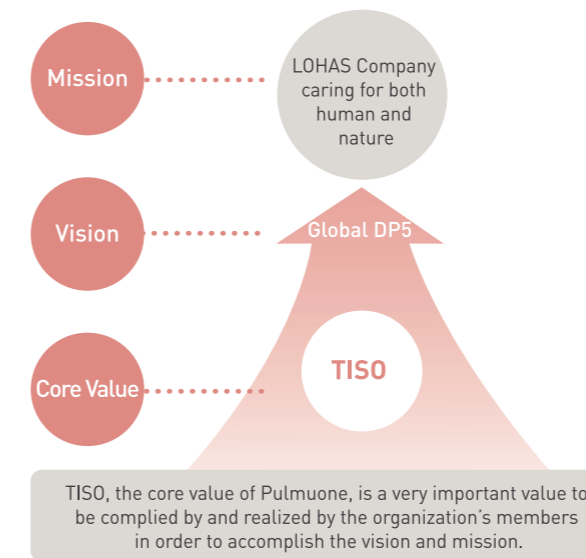 Mission
LOHAS Company
caring for both
human and
nature
Vision
Global DP5
Core Value
TISO
TISO, the core value of Pulmuone, is a very important value to
be complied by and realized by the organization's members
in order to accomplish the vision and mission.